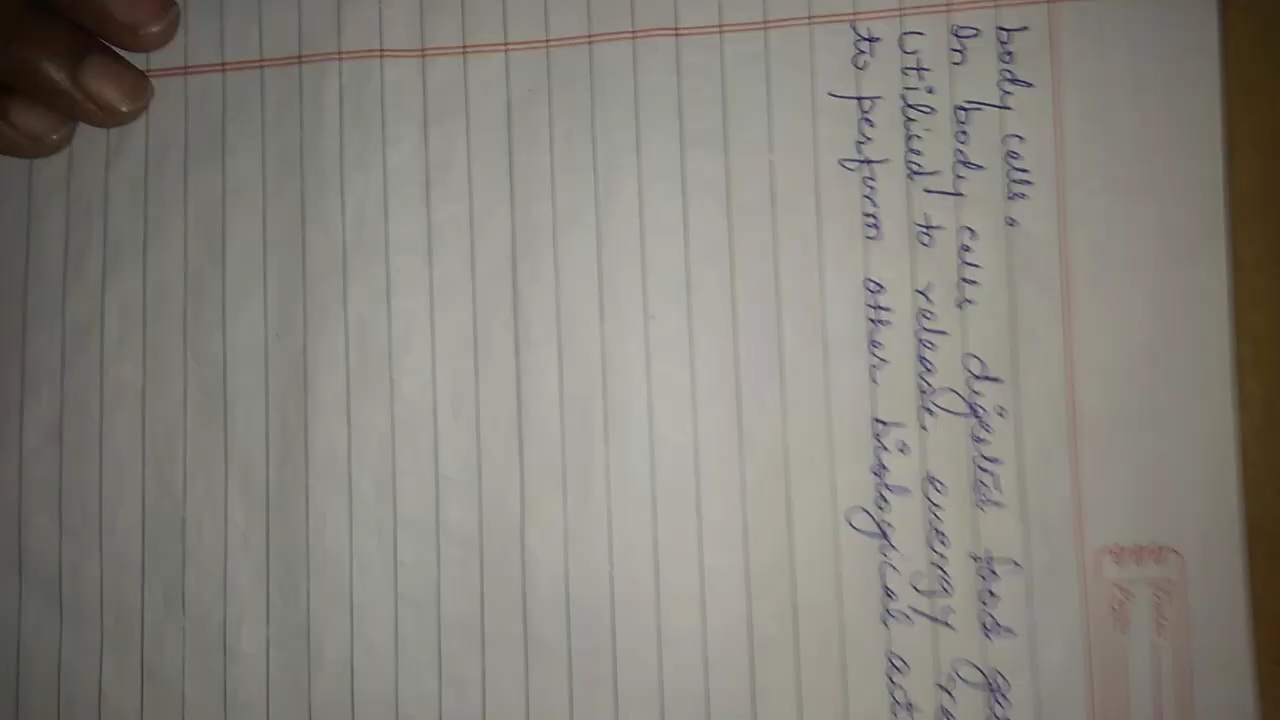 body cells.
In body cells digested food
utilised to release energy
to perform other biological